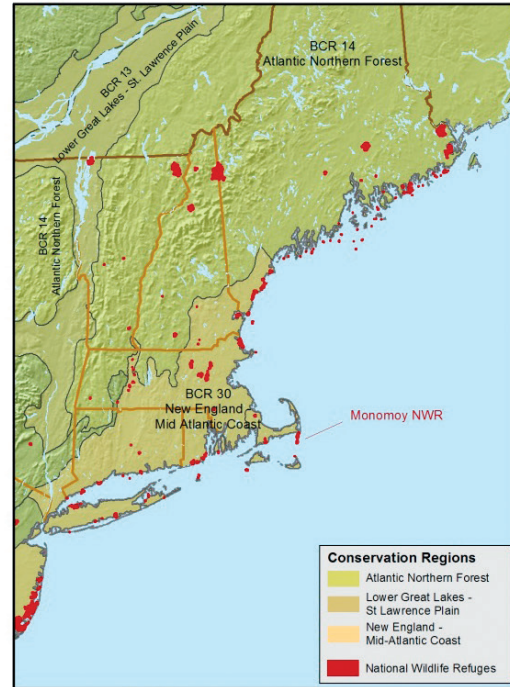 BCR 14
Atlantic Northern Forest
BCR 13
Lower Great Lakes - St. Lawrence Plain
BCR 14
Atlantic Northern Forest
BCR 30
New England -
Mid Atlantic Coast
Monomoy NWR
Conservation Regions
Atlantic Northern Forest
Lower Great Lakes -
St Lawrence Plain
New England -
Mid-Atlantic Coast
National Wildlife Refuges